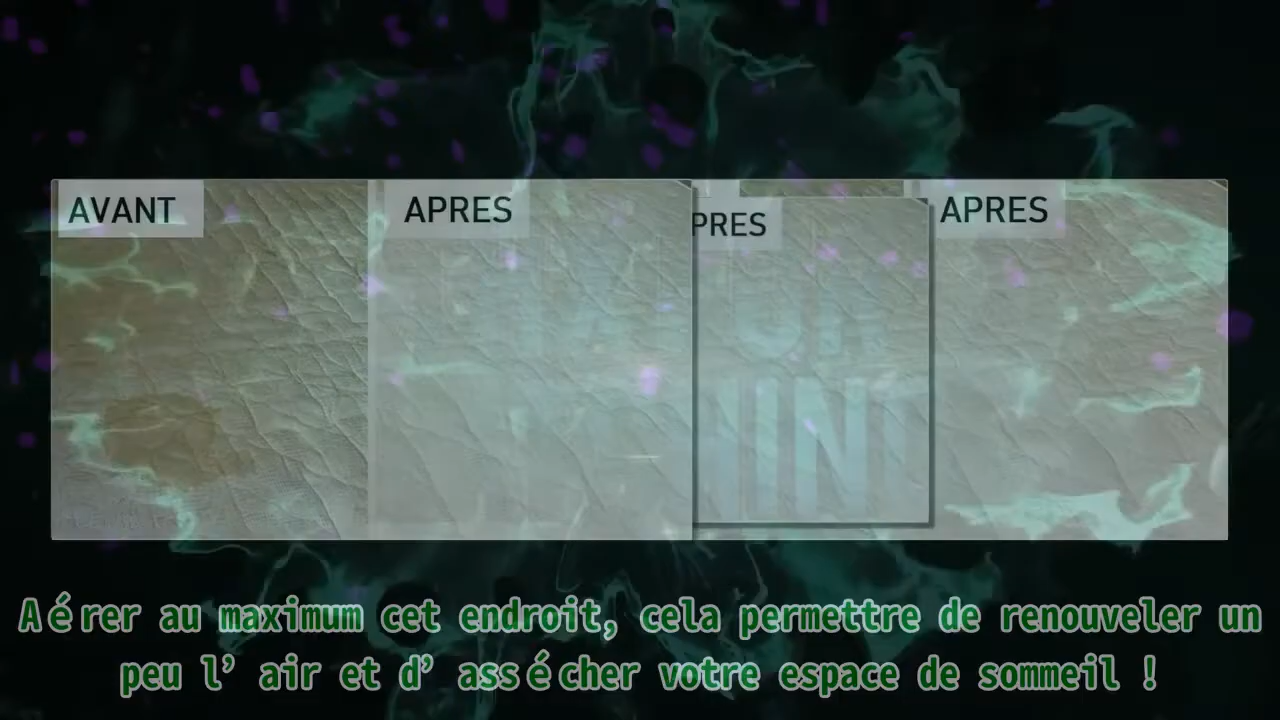 AVANT
APRES
PRES
APRES
Aérer au maximum cet endroit, cela permettre de renouveler un
peu l’ air et d’ assécher votre espace de sommeil !